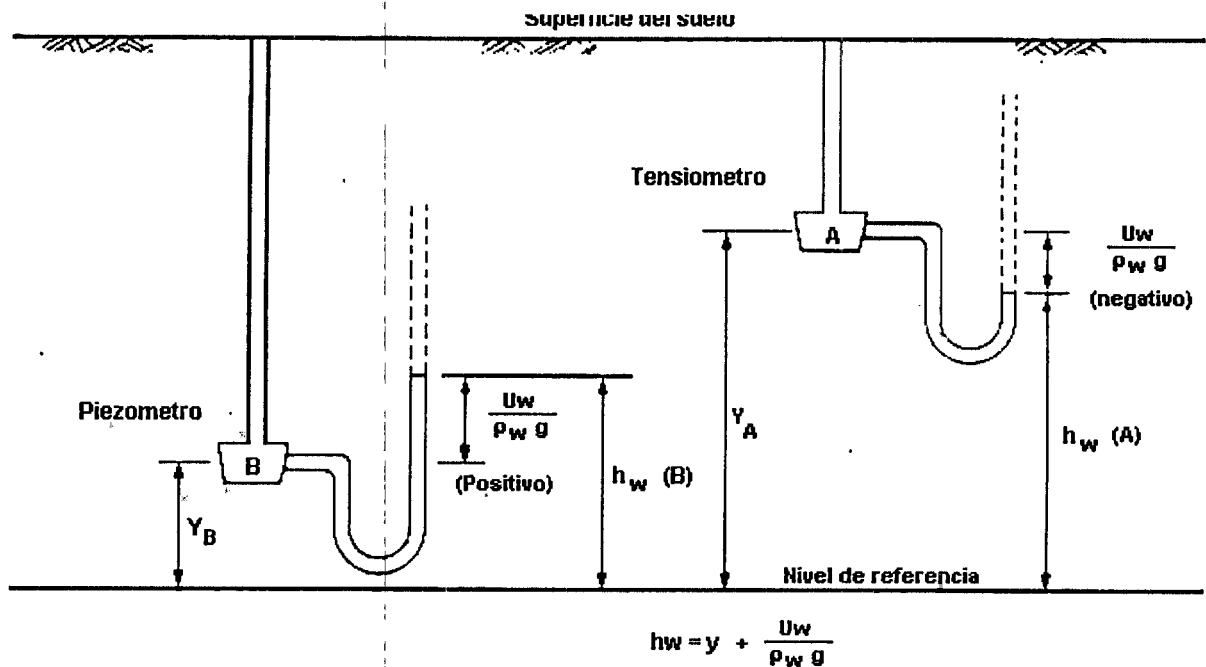 Superficie del suelo
Tensiometro
A
Uw
ρw g
(negativo)
Piezometro
B
Uw
ρw g
(Positivo)
YB
hw (B)
YA
hw (A)
Nivel de referencia
hw = y + Uw
ρw g